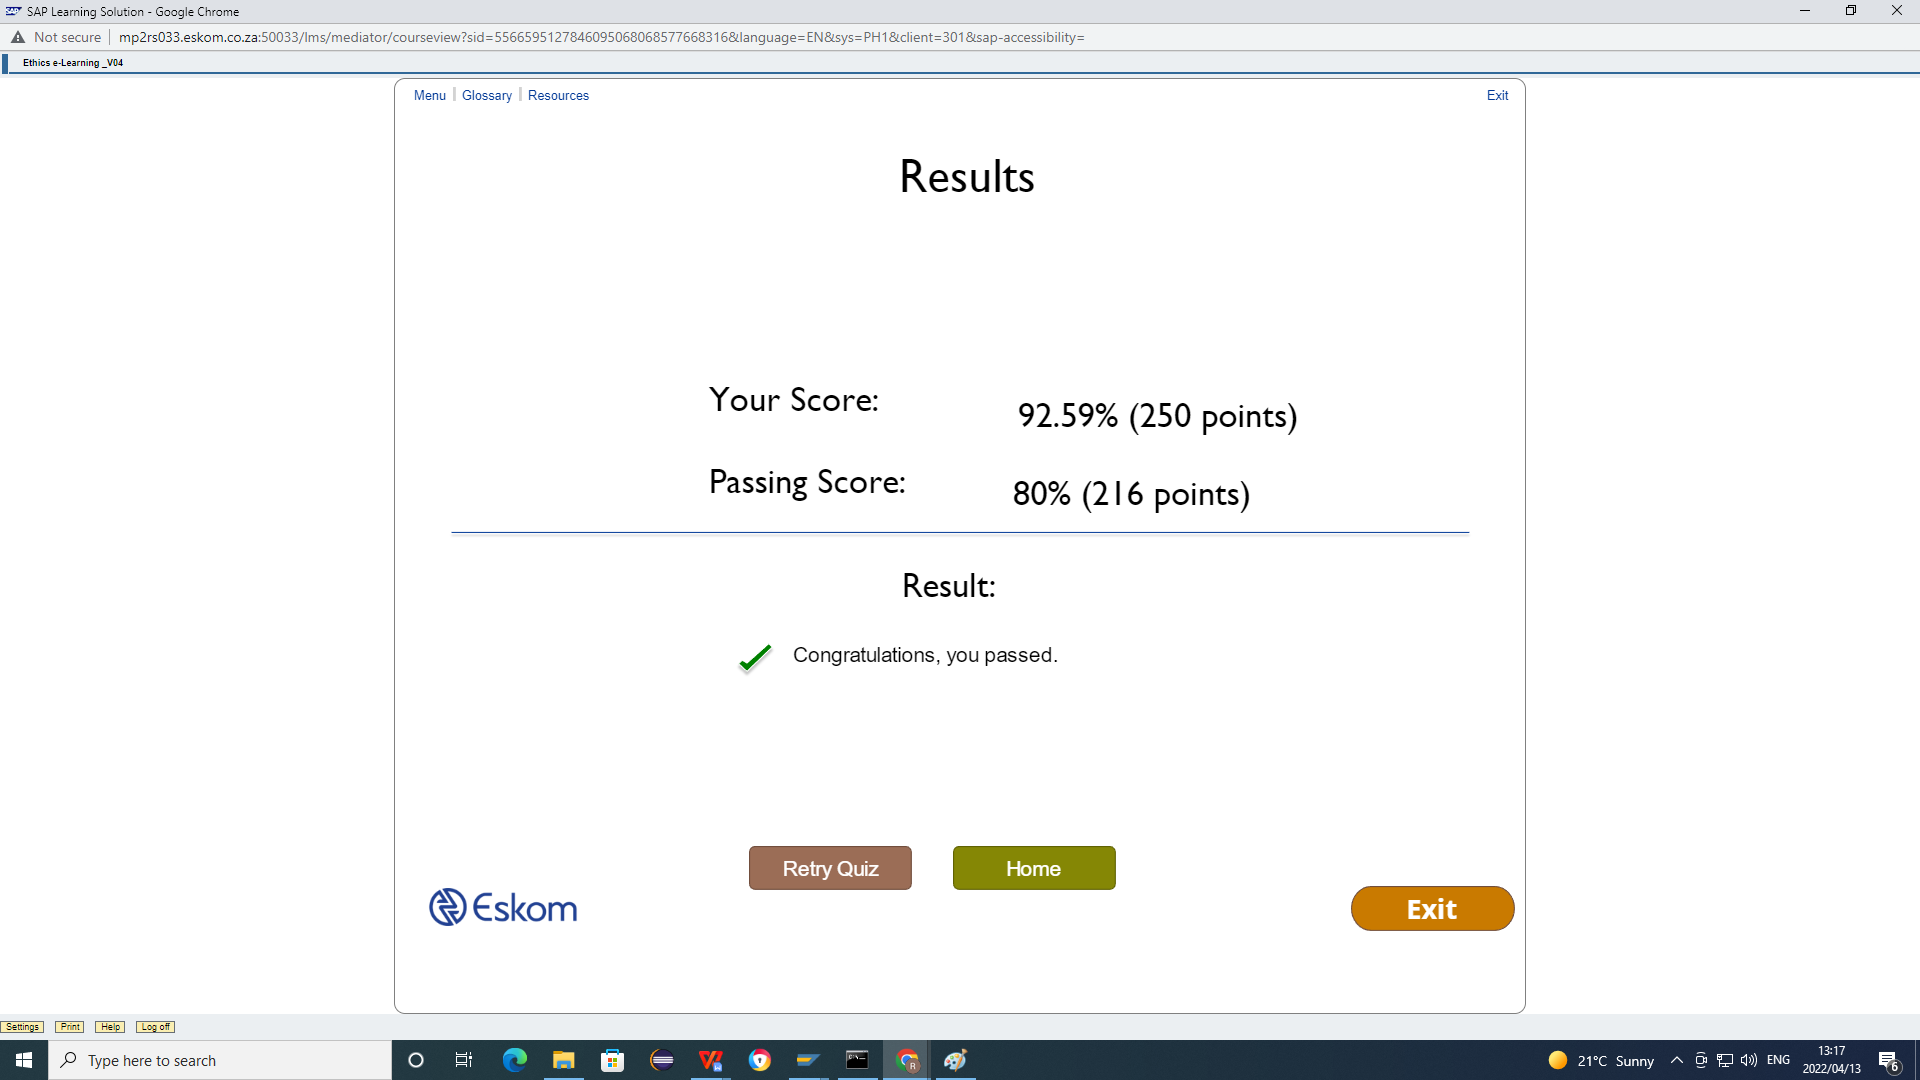 SAP Learning Solution - Google Chrome
Not secure
mp2rs033.eskom.co.za:50033/lms/mediator/courseview?sid=55665951278460950680685776683​16&language=EN&sys=PH1&client=301&sap-accessibility=
Ethics e-Learning _V04
Menu Glossary Resources Exit
Results
Your Score: 92.59% (250 points)
Passing Score: 80% (216 points)
Result:
Congratulations, you passed.
Retry Quiz Home
Eskom
Exit
Settings Print Help Log off
Type here to search
21°C Sunny
ENG
13:17
2022/04/13
6